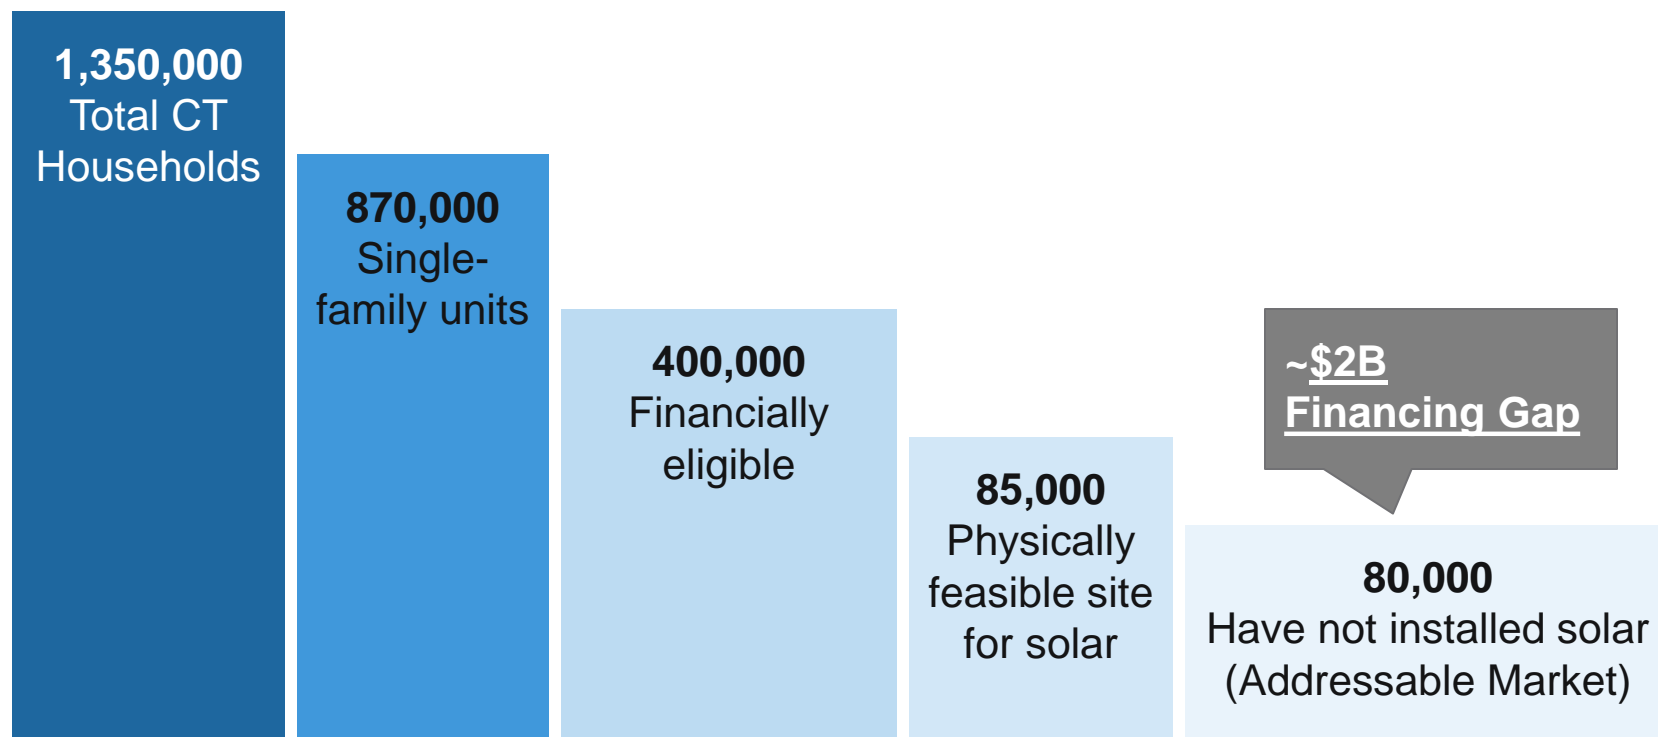 1,350,000
Total CT
Households
870,000
Single-
family units
400,000
Financially
eligible
85,000
Physically
feasible site
for solar
~$2B
Financing Gap
80,000
Have not installed solar
(Addressable Market)